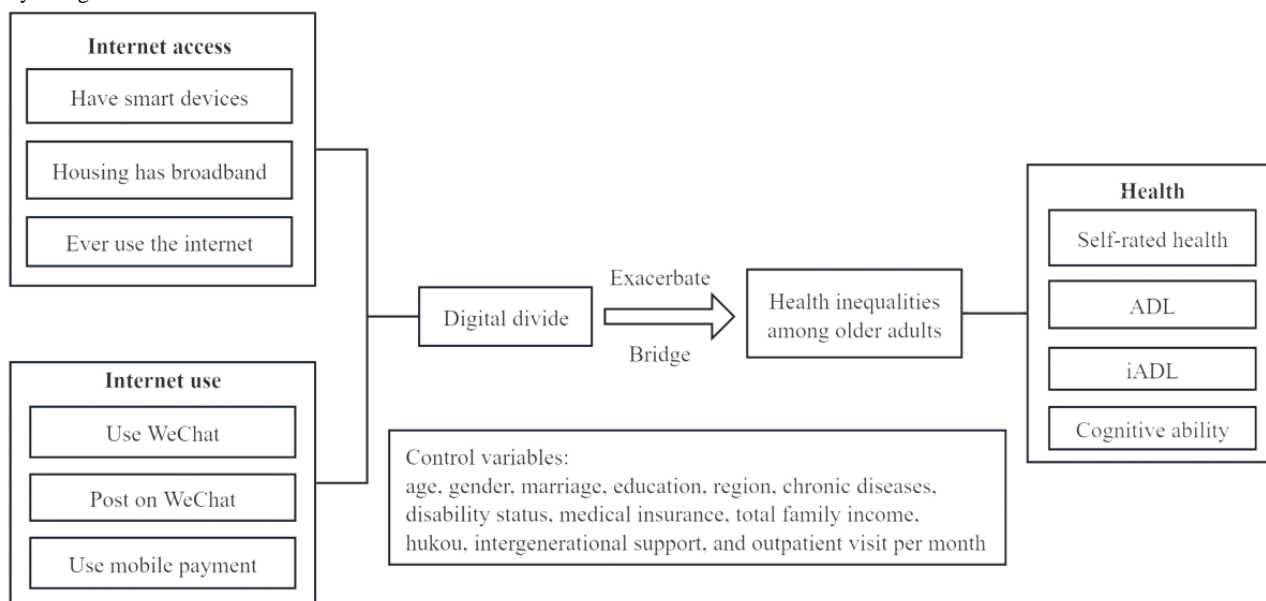 Internet access
Have smart devices
Housing has broadband
Ever use the internet
Internet use
Use WeChat
Post on WeChat
Use mobile payment
Digital divide
Exacerbate
Bridge
Health inequalities
among older adults
Health
Self-rated health
ADL
iADL
Cognitive ability
Control variables:
age, gender, marriage, education, region, chronic diseases,
disability status, medical insurance, total family income,
hukou, intergenerational support, and outpatient visit per month